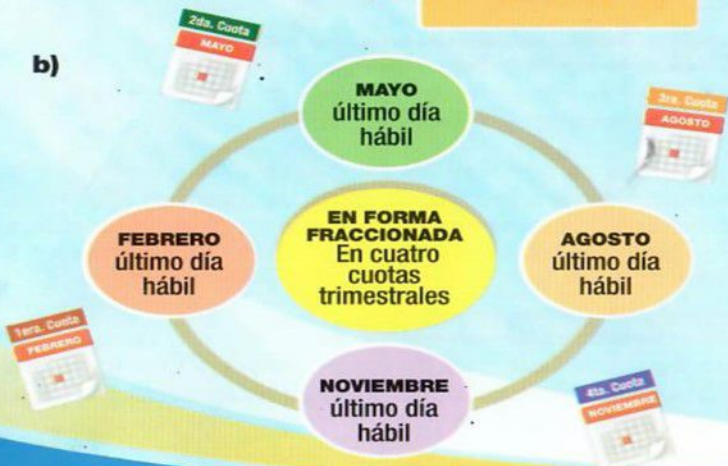 b)
2da. Cuota
MAYO
MAYO
último día
hábil
3ra. Cuota
AGOSTO
FEBRERO
último día
hábil
EN FORMA
FRACCIONADA
En cuatro
cuotas
trimestrales
AGOSTO
último día
hábil
1era. Cuota
FEBRERO
NOVIEMBRE
último día
hábil
4ta. Cuota
NOVIEMBRE